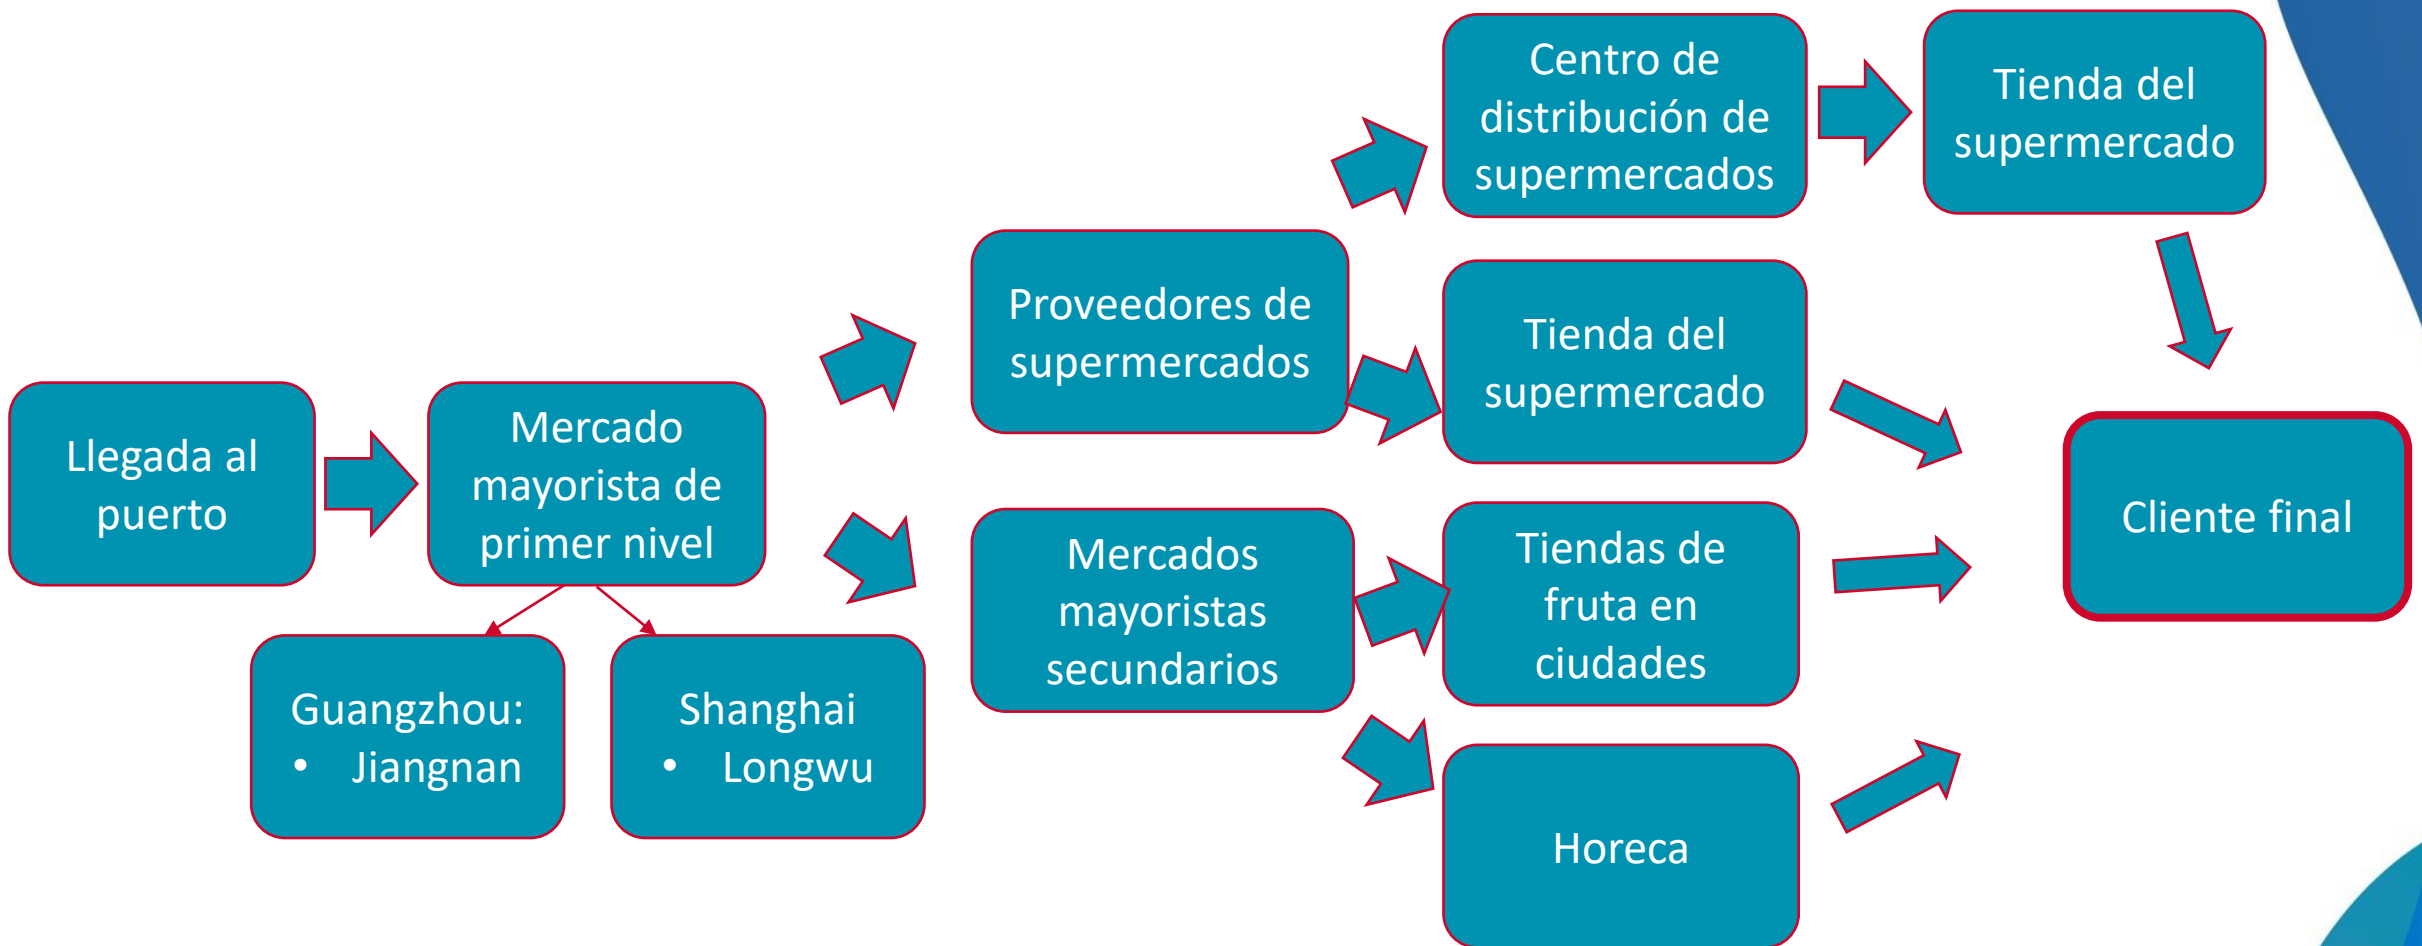 Llegada al
puerto
Mercado
mayorista de
primer nivel
Guangzhou:
• Jiangnan
Shanghai
• Longwu
Proveedores de
supermercados
Mercados
mayoristas
secundarios
Centro de
distribución de
supermercados
Tienda del
supermercado
Tienda del
supermercado
Tiendas de
fruta en
ciudades
Horeca
Cliente final